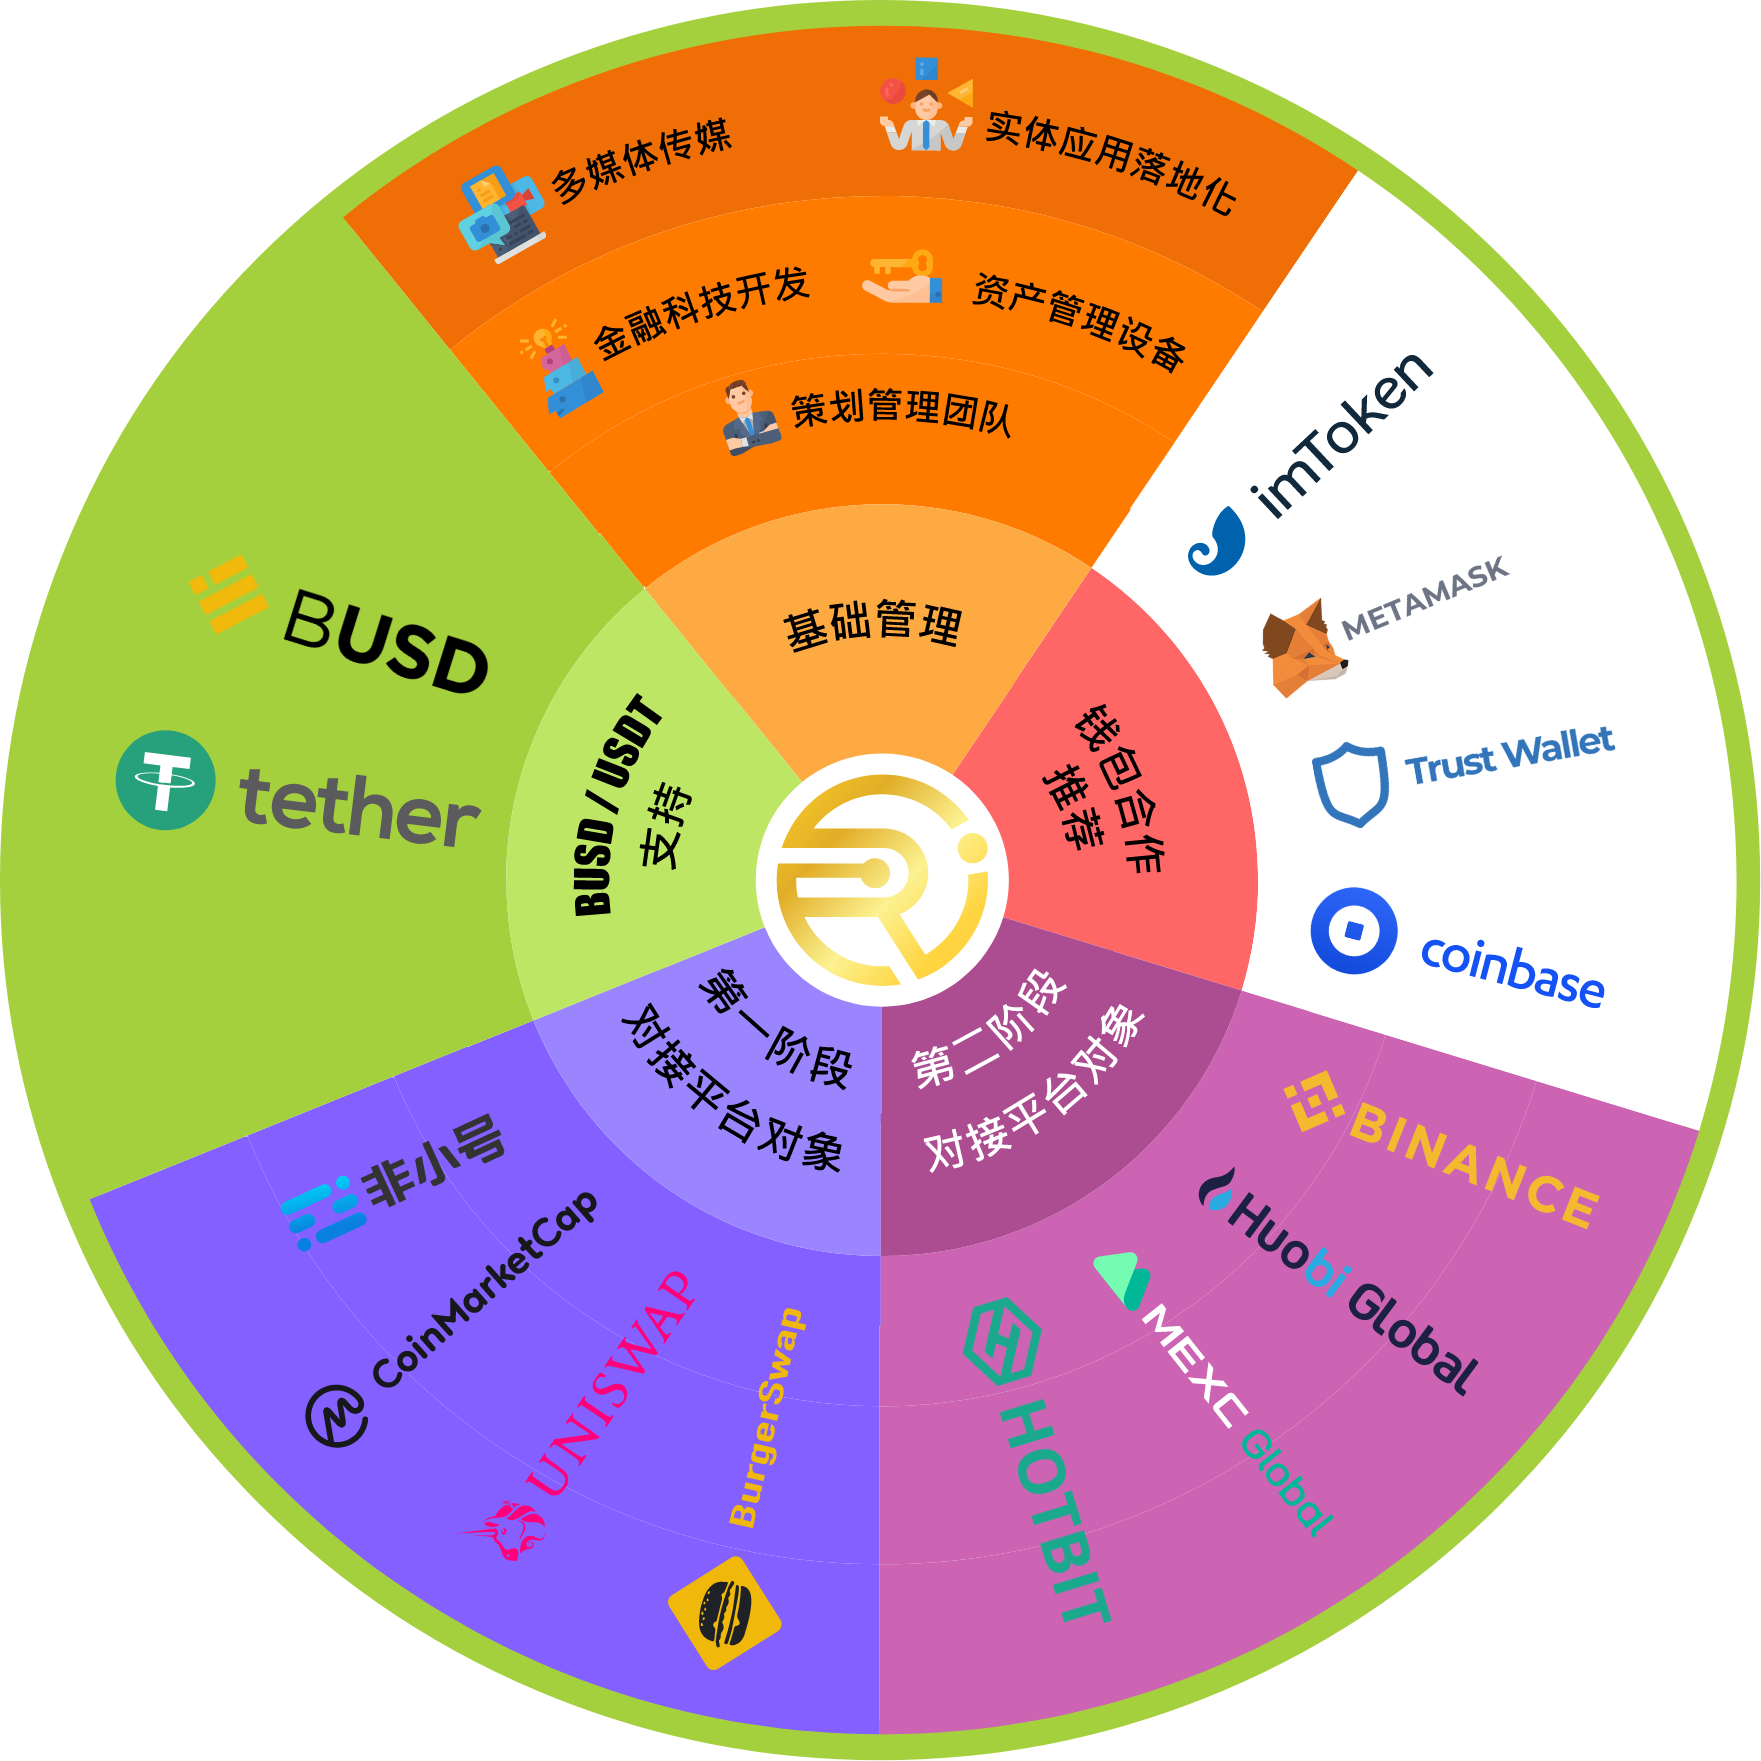 多媒体传媒
实体应用落地化
金融科技开发
资产管理设备
策划管理团队
基础管理
imToken
METAMASK
Trust Wallet
coinbase
钱包合作
推荐
BUSD
tether
BUSD / USDT
支持
第一阶段
对接平台对象
非小号
CoinMarketCap
UNISWAP
BurgerSwap
第二阶段
对接平台对象
BINANCE
Huobi Global
MEXC Global
HOTBIT